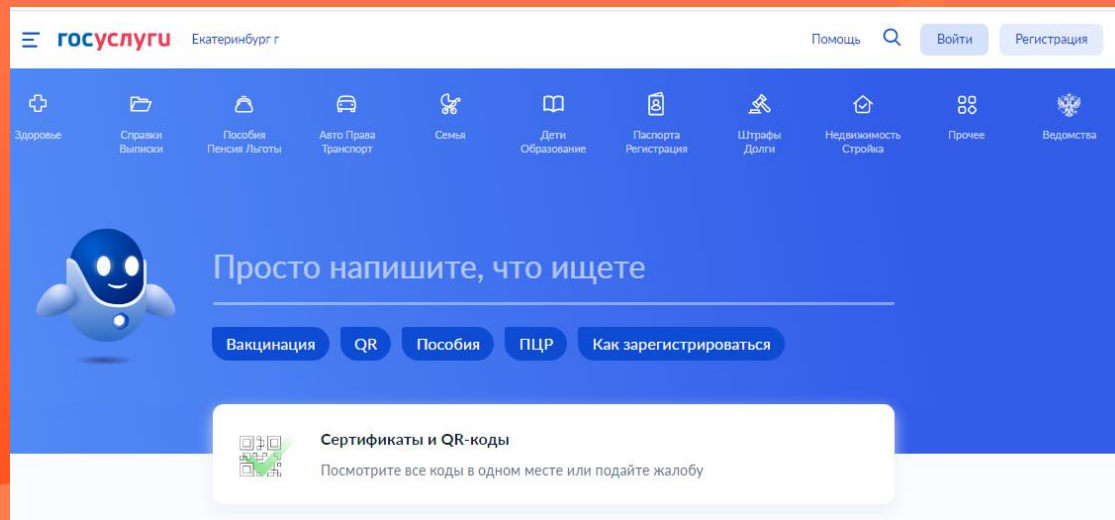 госуслуги Екатеринбург г Помощь Войти Регистрация
Здоровье
Справки
Выписки
Пособия
Пенсия Льготы
Авто Права
Транспорт
Семья
Дети
Образование
Паспорта
Регистрация
Штрафы
Долги
Недвижимость
Стройка
Прочее
Ведомства
Просто напишите, что ищете
Вакцинация QR Пособия ПЦР Как зарегистрироваться
Сертификаты и QR-коды
Посмотрите все коды в одном месте или подайте жалобу